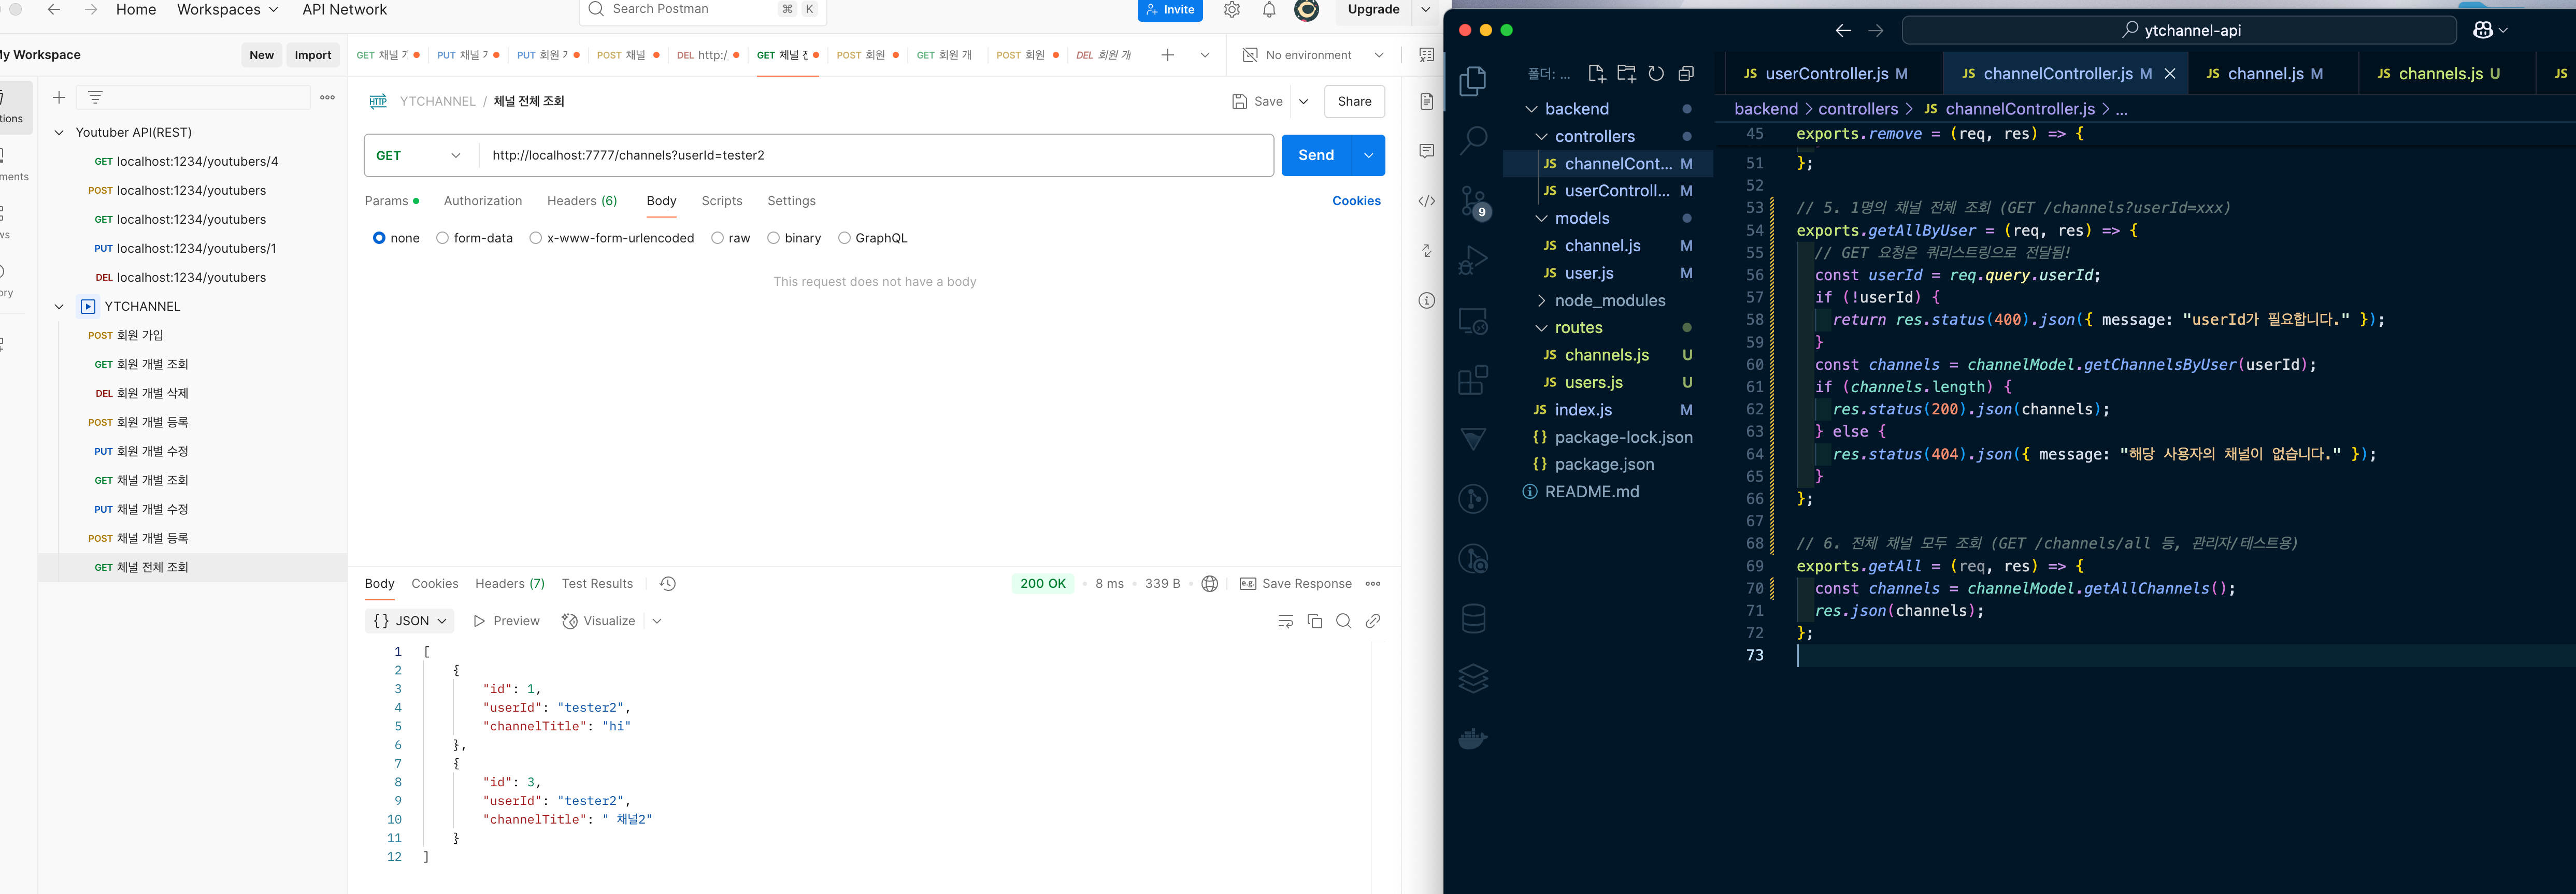 Home Workspaces API Network Search Postman ⌘ K Invite Upgrade
My Workspace New Import
GET 채널 PUT 채널 PUT 회원 POST 채널 DEL http:/ GET 체널 POST 회원 GET 회원 개 POST 회원 DEL 회원 개 No environment
YTCHANNEL / 체널 전체 조회 Save Share
GET http://localhost:7777/channels?userId=tester2 Send
Params Authorization Headers (6) Body Scripts Settings Cookies
none form-data x-www-form-urlencoded raw binary GraphQL
This request does not have a body
Youtuber API(REST)
GET localhost:1234/youtubers/4
POST localhost:1234/youtubers
GET localhost:1234/youtubers
PUT localhost:1234/youtubers/1
DEL localhost:1234/youtubers
YTCHANNEL
POST 회원 가입
GET 회원 개별 조회
DEL 회원 개별 삭제
POST 회원 개별 등록
PUT 회원 개별 수정
GET 채널 개별 조회
PUT 채널 개별 수정
POST 채널 개별 등록
GET 체널 전체 조회
Body Cookies Headers (7) Test Results 200 OK 8 ms 339 B Save Response
{} JSON Preview Visualize
1 [
2 {
3 "id": 1,
4 "userId": "tester2",
5 "channelTitle": "hi"
6 },
7 {
8 "id": 3,
9 "userId": "tester2",
10 "channelTitle": " 채널2"
11 }
12 ]
ytchannel-api
폴더: ...
backend
controllers
JS channelCont... M
JS userControll... M
models
JS channel.js M
JS user.js M
node_modules
routes
JS channels.js U
JS users.js U
JS index.js M
{} package-lock.json
{} package.json
README.md
9
JS userController.js M JS channelController.js M JS channel.js M JS channels.js U JS
backend > controllers > JS channelController.js > ...
45 exports.remove = (req, res) => {
51 };
52
53 // 5. 1명의 채널 전체 조회 (GET /channels?userId=xxx)
54 exports.getAllByUser = (req, res) => {
55 // GET 요청은 쿼리스트링으로 전달됨!
56 const userId = req.query.userId;
57 if (!userId) {
58 return res.status(400).json({ message: "userId가 필요합니다." });
59 }
60 const channels = channelModel.getChannelsByUser(userId);
61 if (channels.length) {
62 res.status(200).json(channels);
63 } else {
64 res.status(404).json({ message: "해당 사용자의 채널이 없습니다." });
65 }
66 };
67
68 // 6. 전체 채널 모두 조회 (GET /channels/all 등, 관리자/테스트용)
69 exports.getAll = (req, res) => {
70 const channels = channelModel.getAllChannels();
71 res.json(channels);
72 };
73